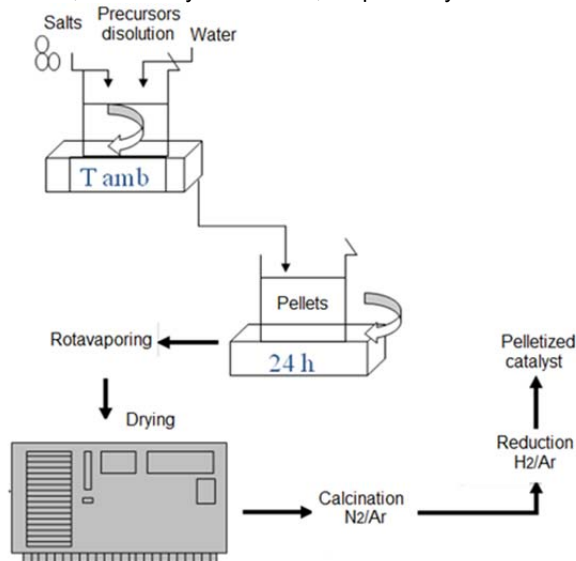 Salts
Precursors
disolution
Water
T amb
Pellets
24 h
Rotavaporing
Drying
Calcination
N2/Ar
Reduction
H2/Ar
Pelletized
catalyst